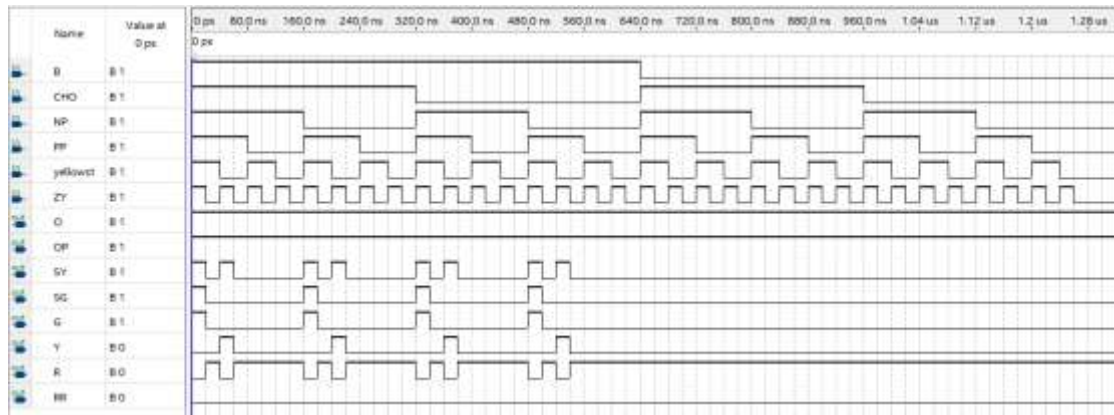 Name Value at 0 ps
0 ps 80.0 ns 160.0 ns 240.0 ns 320.0 ns 400.0 ns 480.0 ns 560.0 ns 640.0 ns 720.0 ns 800.0 ns 880.0 ns 960.0 ns 1.04 us 1.12 us 1.2 us 1.28 us
0 ps
B B 1
CHO B 1
NP B 1
PP B 1
yellowst B 1
ZY B 1
O B 1
OP B 1
SY B 1
SG B 1
G B 1
Y B 0
R B 0
RR B 0